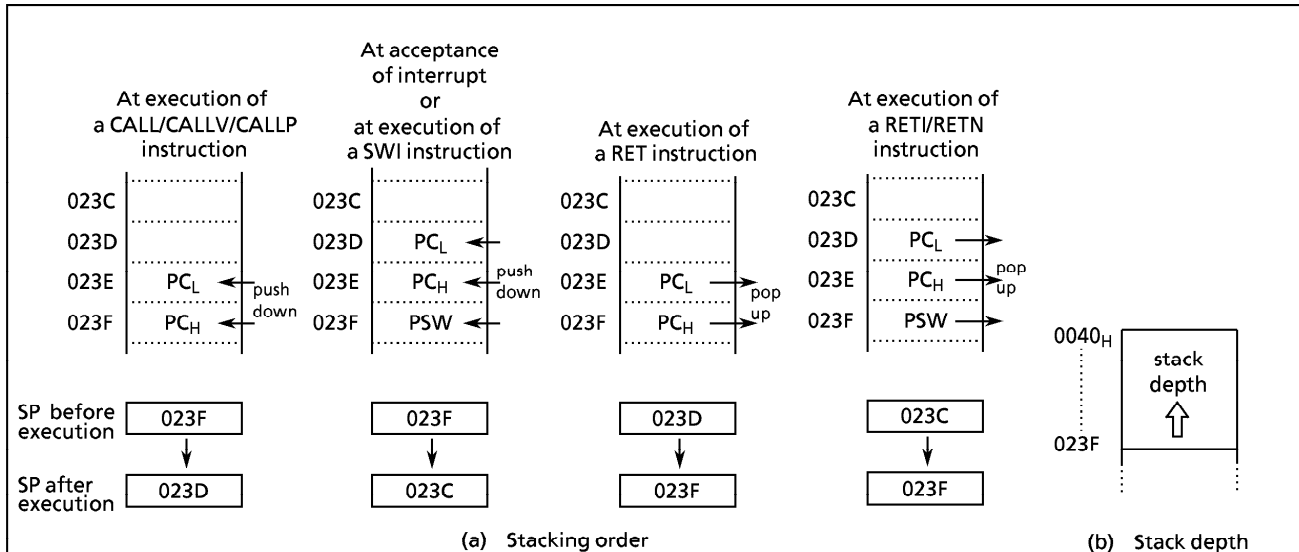 At execution of
a CALL/CALLV/CALLP
instruction
023C
023D
023E PCL
023F PCH
push
down
At acceptance
of interrupt
or
at execution of
a SWI instruction
023C
023D PCL
023E PCH
023F PSW
push
down
At execution of
a RET instruction
023C
023D
023E PCL
023F PCH
pop
up
At execution of
a RETI/RETN
instruction
023C
023D PCL
023E PCH
023F PSW
pop
up
SP before
execution
023F
023F
023D
023C
SP after
execution
023D
023C
023F
023F
(a) Stacking order
0040H
stack
depth
023F
(b) Stack depth